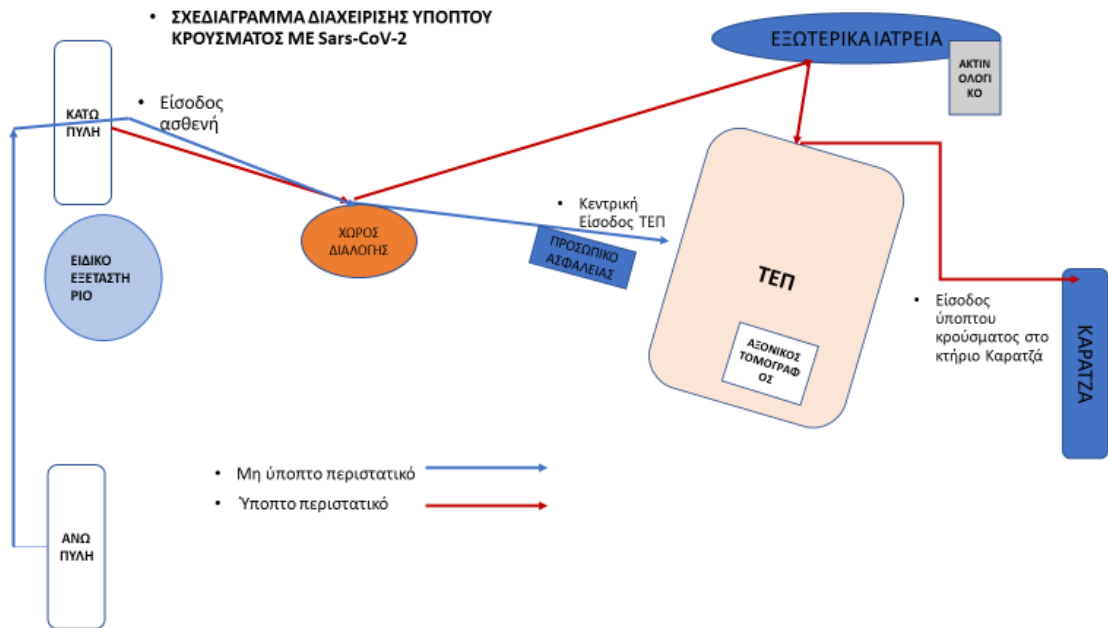 • ΣΧΕΔΙΑΓΡΑΜΜΑ ΔΙΑΧΕΙΡΙΣΗΣ ΥΠΟΠΤΟΥ
ΚΡΟΥΣΜΑΤΟΣ ΜΕ Sars-CoV-2
ΕΞΩΤΕΡΙΚΑ ΙΑΤΡΕΙΑ
ΑΚΤΙΝ
ΟΛΟΓΙ
ΚΟ
ΚΑΤΩ
ΠΥΛΗ
• Είσοδος
ασθενή
ΕΙΔΙΚΟ
ΕΞΕΤΑΣΤΗ
ΡΙΟ
ΧΩΡΟΣ
ΔΙΑΛΟΓΗΣ
• Κεντρική
Είσοδος ΤΕΠ
ΠΡΟΣΩΠΙΚΟ
ΑΣΦΑΛΕΙΑΣ
ΤΕΠ
ΑΞΟΝΙΚΟΣ
ΤΟΜΟΓΡΑΦ
ΟΣ
• Είσοδος
ύποπτου
κρούσματος στο
κτήριο Καρατζά
ΚΑΡΑΤΖΑ
• Μη ύποπτο περιστατικό
• Ύποπτο περιστατικό
ΑΝΩ
ΠΥΛΗ